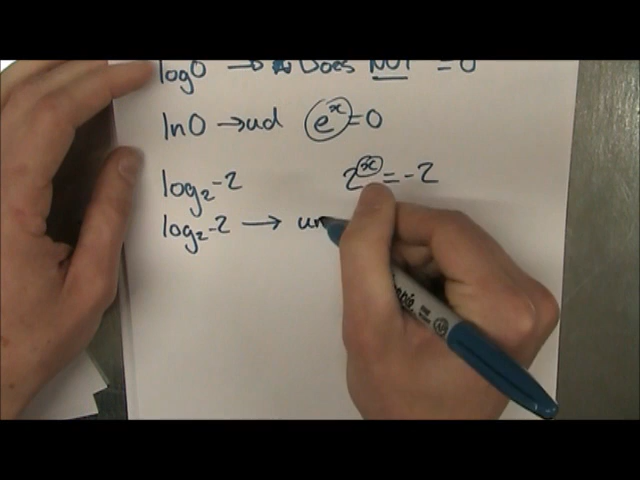 log0 → Does NOT = 0
ln0 → ud e^x = 0
log₂-2 2^x = -2
log₂-2 → un